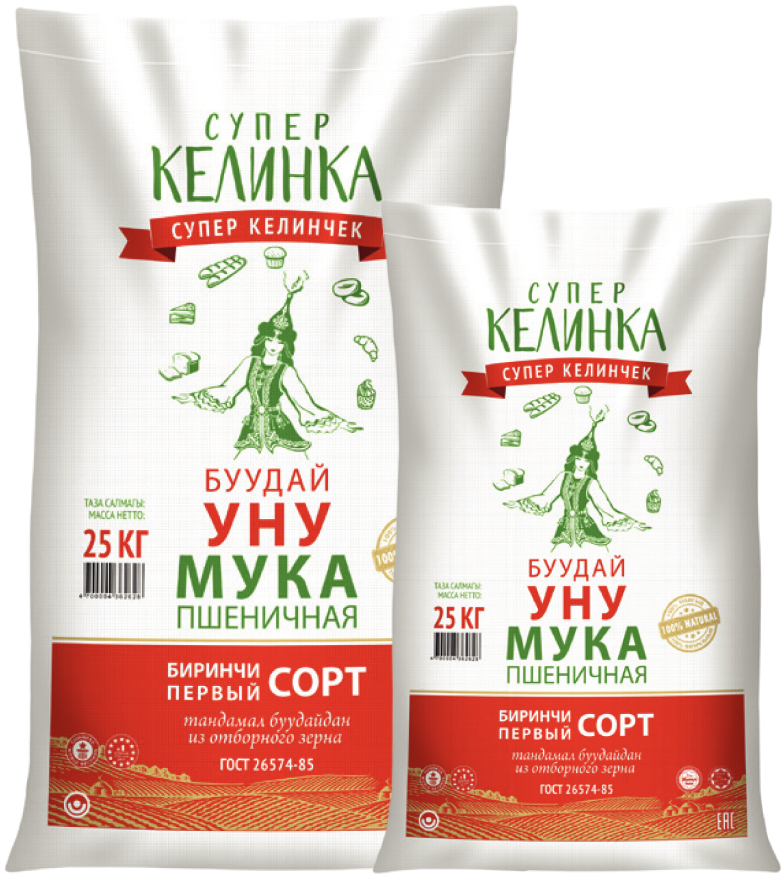 СУПЕР
КЕЛИНКА
СУПЕР КЕЛИНЧЕК
БУУДАЙ
УНУ
МУКА
ПШЕНИЧНАЯ
ТАЗА САЛМАГЫ:
МАССА НЕТТО:
25 КГ
БИРИНЧИ
ПЕРВЫЙ
СОРТ
тандамал буудайдан
из отборного зерна
ГОСТ 26574-85
СУПЕР
КЕЛИНКА
СУПЕР КЕЛИНЧЕК
БУУДАЙ
УНУ
МУКА
ПШЕНИЧНАЯ
ТАЗА САЛМАГЫ:
МАССА НЕТТО:
25 КГ
100% NATURAL
БИРИНЧИ
ПЕРВЫЙ
СОРТ
тандамал буудайдан
из отборного зерна
ГОСТ 26574-85
EAC